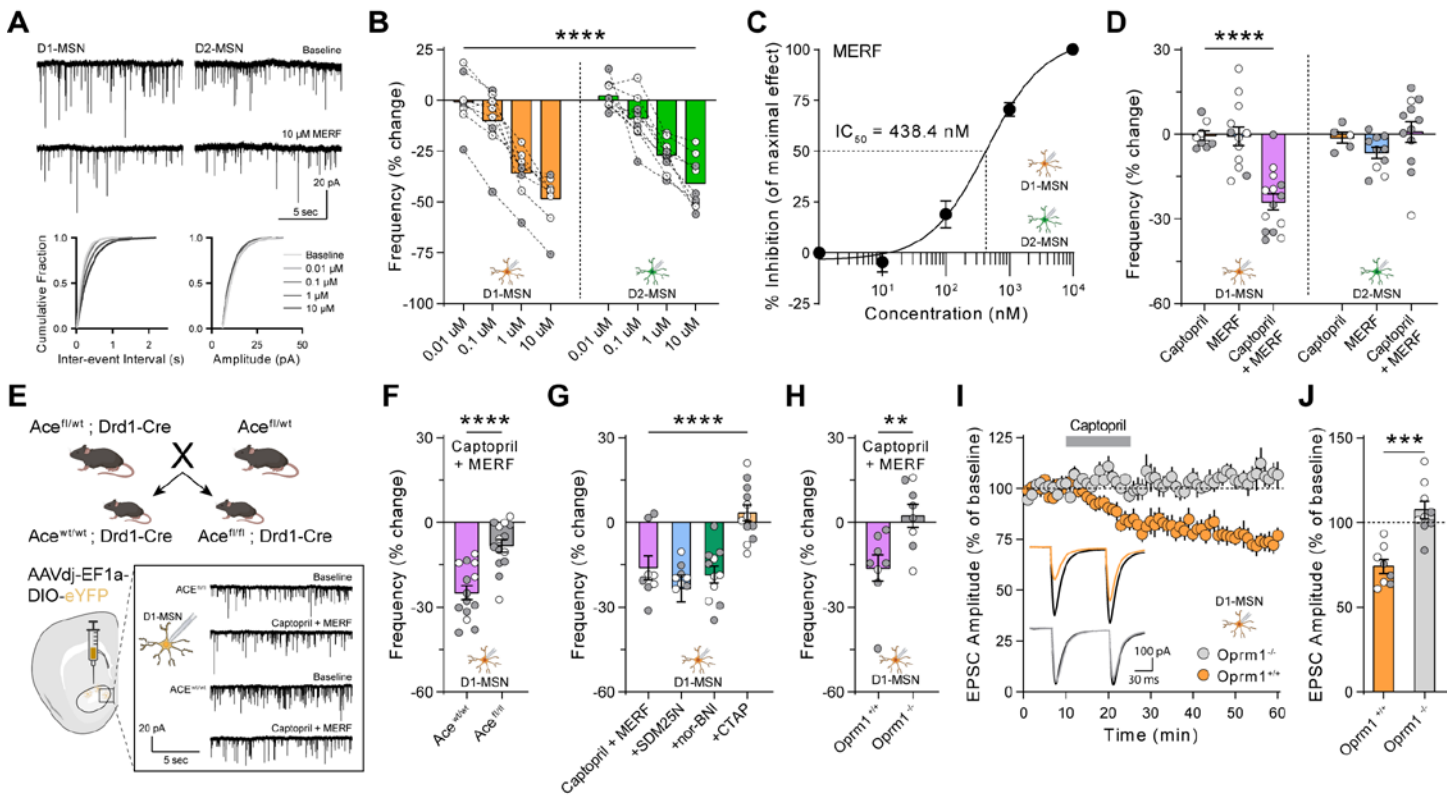 A
D1-MSN
D2-MSN
Baseline
10 µM MERF
20 pA
5 sec
Cumulative Fraction
1.0
0.5
0.0
0
1
2
Inter-event Interval (s)
1.0
0.5
0.0
0
25
50
Amplitude (pA)
Baseline
0.01 µM
0.1 µM
1 µM
10 µM
B
****
Frequency (% change)
25
0
-25
-50
-75
-100
D1-MSN
D2-MSN
0.01 uM
0.1 uM
1 uM
10 uM
0.01 uM
0.1 uM
1 uM
10 uM
C
MERF
% Inhibition (of maximal effect)
100
75
50
25
0
-25
IC50 = 438.4 nM
D1-MSN
D2-MSN
10¹
10²
10³
10⁴
Concentration (nM)
D
****
Frequency (% change)
30
0
-30
-60
D1-MSN
D2-MSN
Captopril
MERF
Captopril
+ MERF
Captopril
MERF
Captopril
+ MERF
E
Ace^fl/wt ; Drd1-Cre
X
Ace^fl/wt
Ace^wt/wt ; Drd1-Cre
Ace^fl/fl ; Drd1-Cre
AAVdj-EF1a-
DIO-eYFP
D1-MSN
Baseline
ACE^fl/fl
Captopril + MERF
Baseline
ACE^wt/wt
Captopril + MERF
20 pA
5 sec
F
****
Captopril
+ MERF
Frequency (% change)
30
0
-30
-60
D1-MSN
Ace^wt/wt
Ace^fl/fl
G
****
Frequency (% change)
30
0
-30
-60
D1-MSN
Captopril + MERF
+SDM25N
+nor-BNI
+CTAP
H
**
Captopril
+ MERF
Frequency (% change)
30
0
-30
-60
D1-MSN
Oprm1^+/+
Oprm1^-/-
I
Captopril
EPSC Amplitude (% of baseline)
125
100
75
50
25
0
D1-MSN
100 pA
30 ms
Oprm1^-/-
Oprm1^+/+
0
10
20
30
40
50
60
Time (min)
J
***
EPSC Amplitude (% of baseline)
150
100
50
0
Oprm1^+/+
Oprm1^-/-